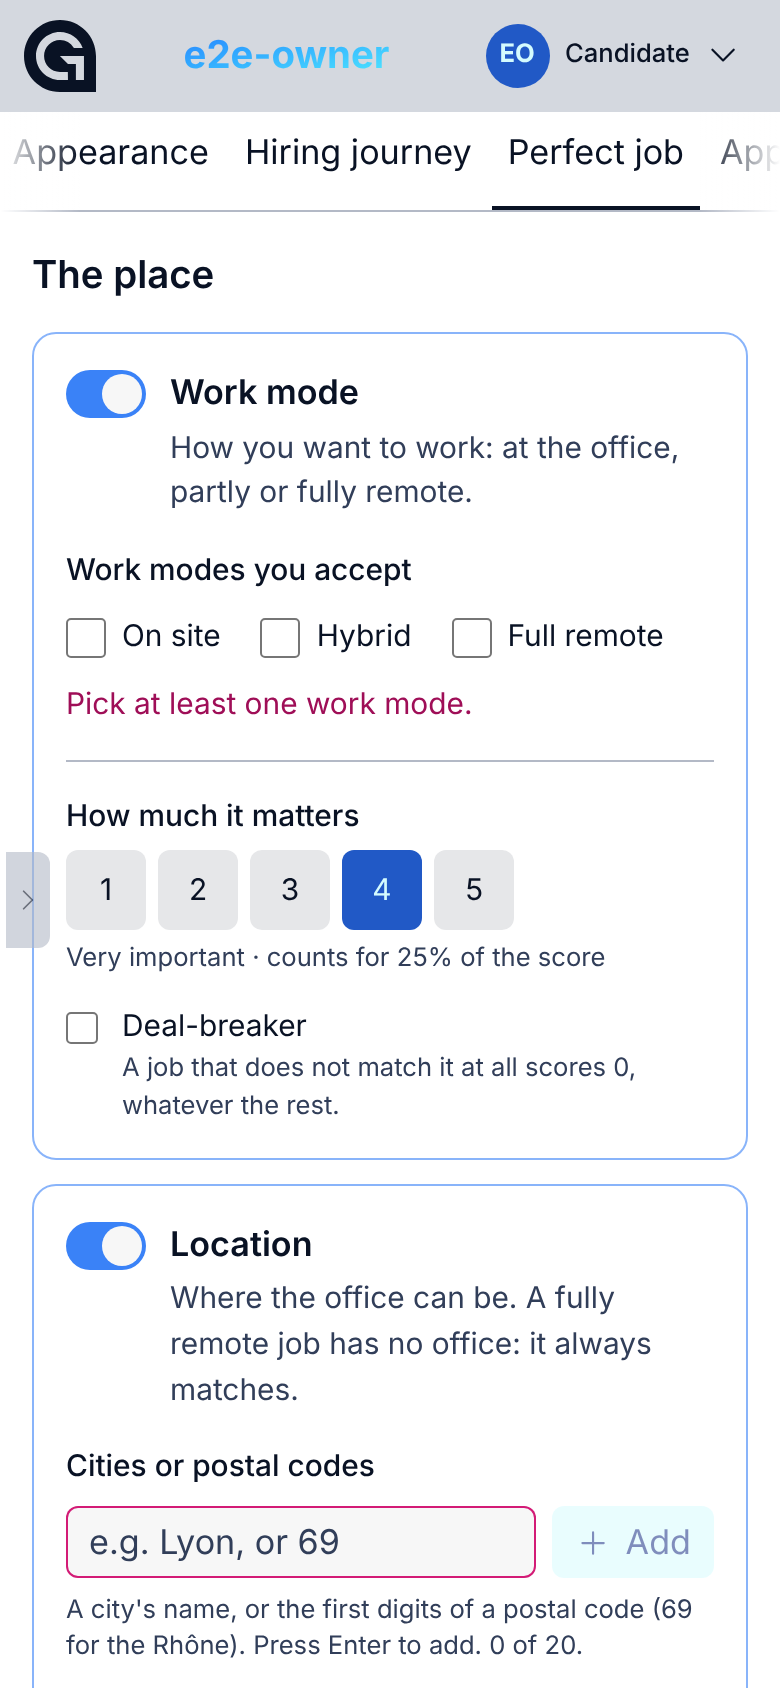 e2e-owner
EO
Candidate
Appearance
Hiring journey
Perfect job
App
The place
Work mode
How you want to work: at the office,
partly or fully remote.
Work modes you accept
On site
Hybrid
Full remote
Pick at least one work mode.
How much it matters
1
2
3
4
5
Very important · counts for 25% of the score
Deal-breaker
A job that does not match it at all scores 0,
whatever the rest.
Location
Where the office can be. A fully
remote job has no office: it always
matches.
Cities or postal codes
e.g. Lyon, or 69
+ Add
A city's name, or the first digits of a postal code (69
for the Rhône). Press Enter to add. 0 of 20.